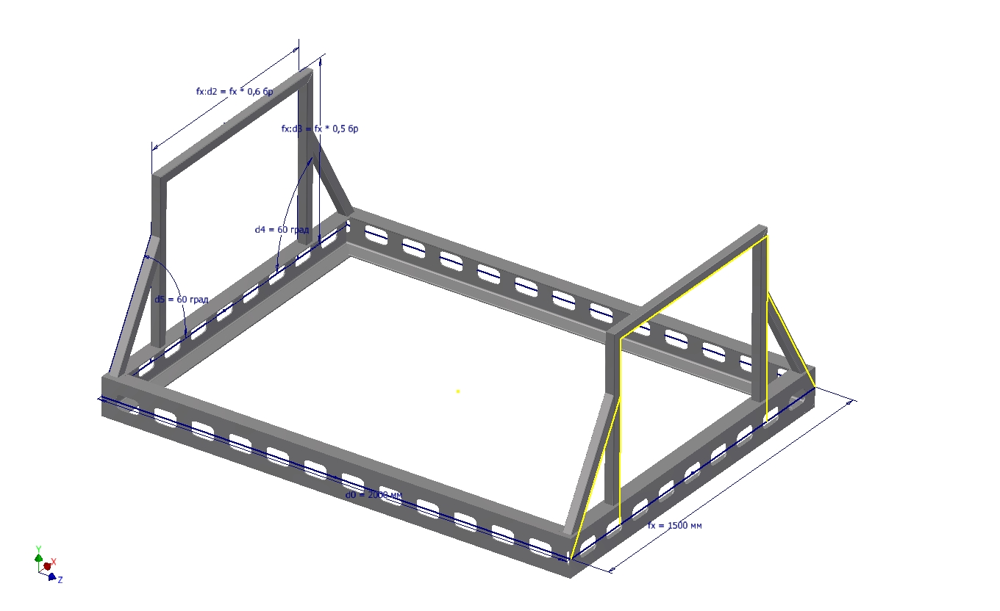 fx:d2 = fx * 0,6 бр
fx:d3 = fx * 0,5 бр
d4 = 60 град
d5 = 60 град
d0 = 2000 мм
fx = 1500 мм
Y
X
Z